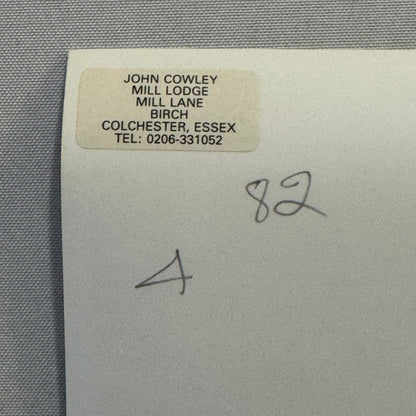 JOHN COWLEY
MILL LODGE
MILL LANE
BIRCH
COLCHESTER, ESSEX
TEL: 0206-331052
82
4